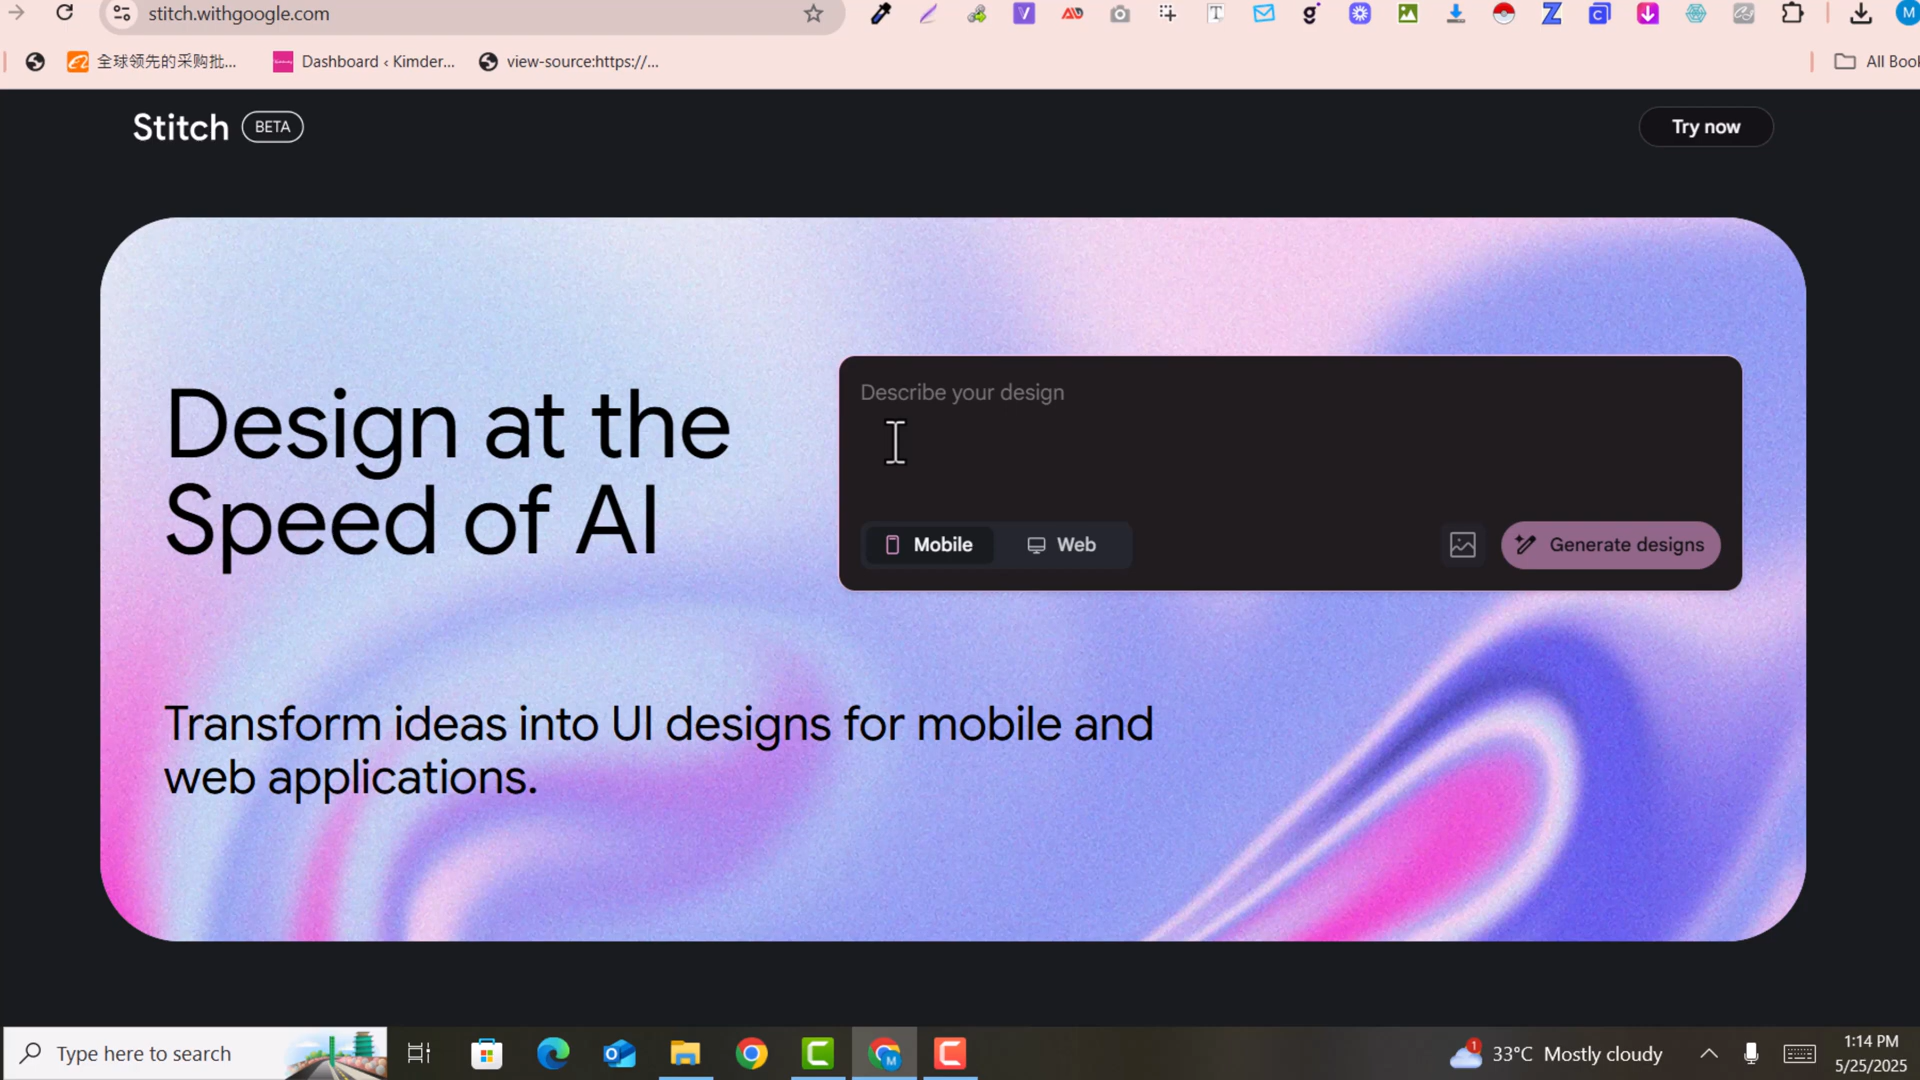 stitch.withgoogle.com
M
全球领先的采购批...
Dashboard ‹ Kimder...
view-source:https://...
All Book
Stitch
BETA
Try now
Design at the
Speed of AI
Describe your design
Mobile
Web
Generate designs
Transform ideas into UI designs for mobile and
web applications.
Type here to search
M
1
33°C Mostly cloudy
1:14 PM
5/25/2025